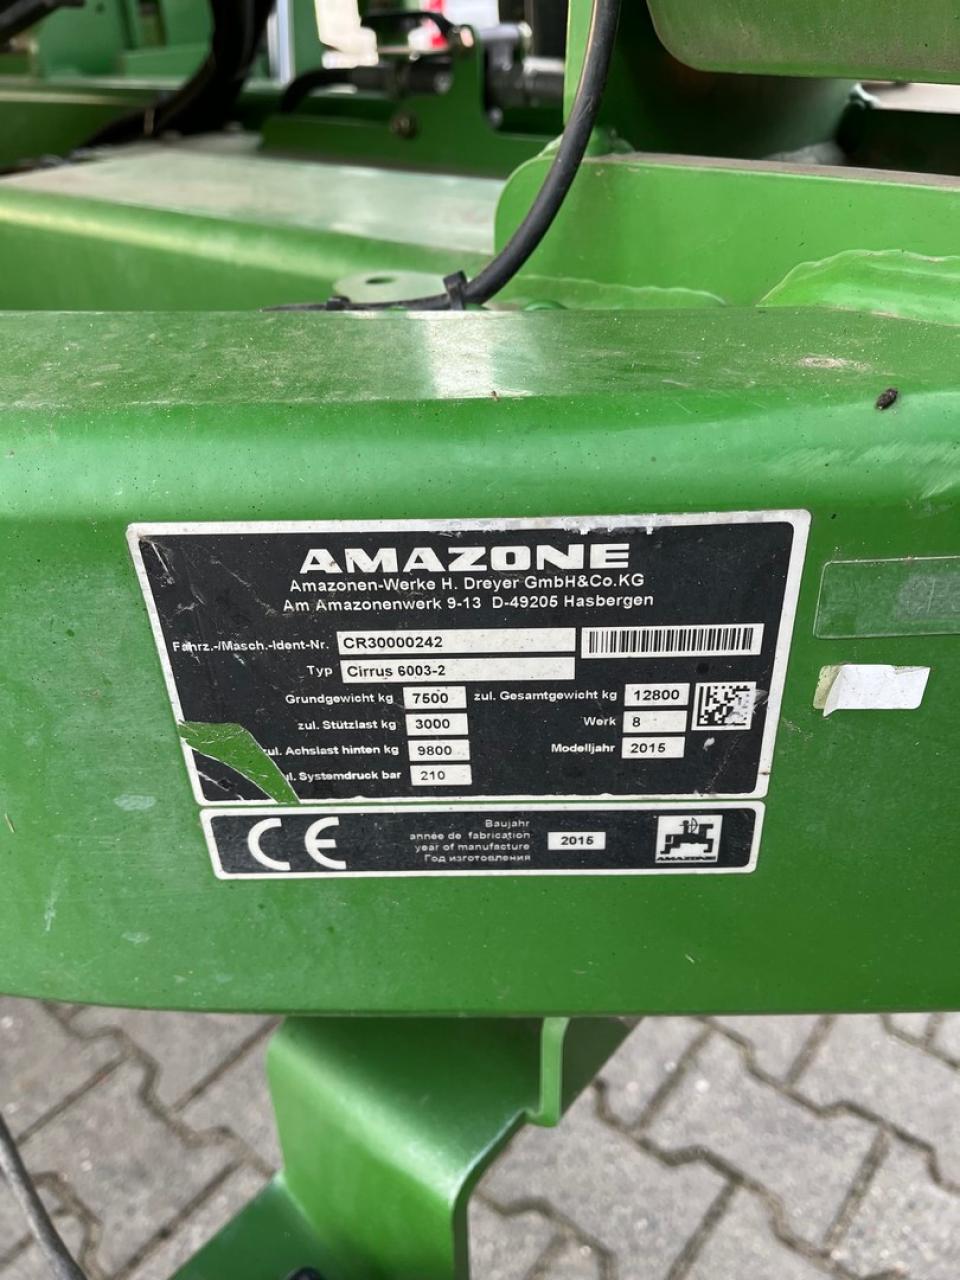 AMAZONE
Amazonen-Werke H. Dreyer GmbH&Co.KG
Am Amazonenwerk 9-13 D-49205 Hasbergen
Fahrz.-/Masch.-Ident-Nr. CR30000242
Typ Cirrus 6003-2
Grundgewicht kg 7500 zul. Gesamtgewicht kg 12800
zul. Stützlast kg 3000 Werk 8
zul. Achslast hinten kg 9800 Modelljahr 2015
ul. Systemdruck bar 210
CE
Baujahr
année de fabrication
year of manufacture 2015
Год изготовления
AMAZONE